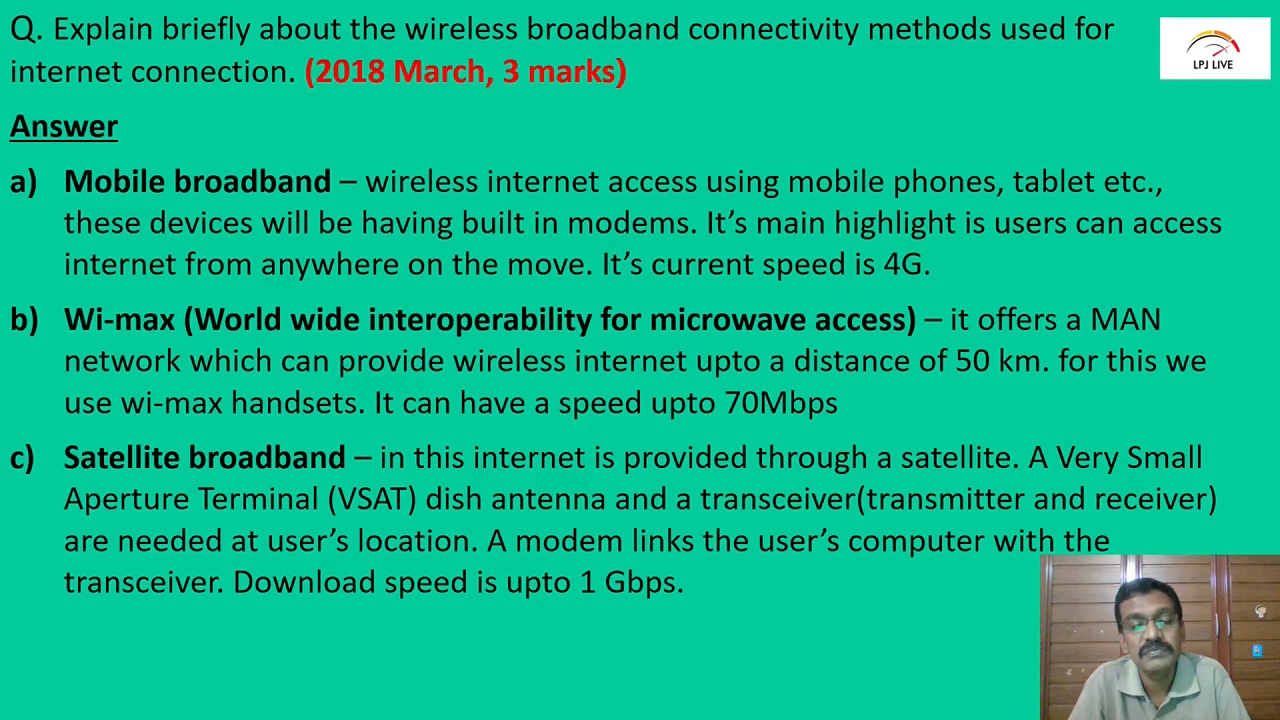 Q. Explain briefly about the wireless broadband connectivity methods used for
internet connection. (2018 March, 3 marks)
LPJ LIVE
Answer
a) Mobile broadband – wireless internet access using mobile phones, tablet etc.,
these devices will be having built in modems. It’s main highlight is users can access
internet from anywhere on the move. It’s current speed is 4G.
b) Wi-max (World wide interoperability for microwave access) – it offers a MAN
network which can provide wireless internet upto a distance of 50 km. for this we
use wi-max handsets. It can have a speed upto 70Mbps
c) Satellite broadband – in this internet is provided through a satellite. A Very Small
Aperture Terminal (VSAT) dish antenna and a transceiver(transmitter and receiver)
are needed at user’s location. A modem links the user’s computer with the
transceiver. Download speed is upto 1 Gbps.